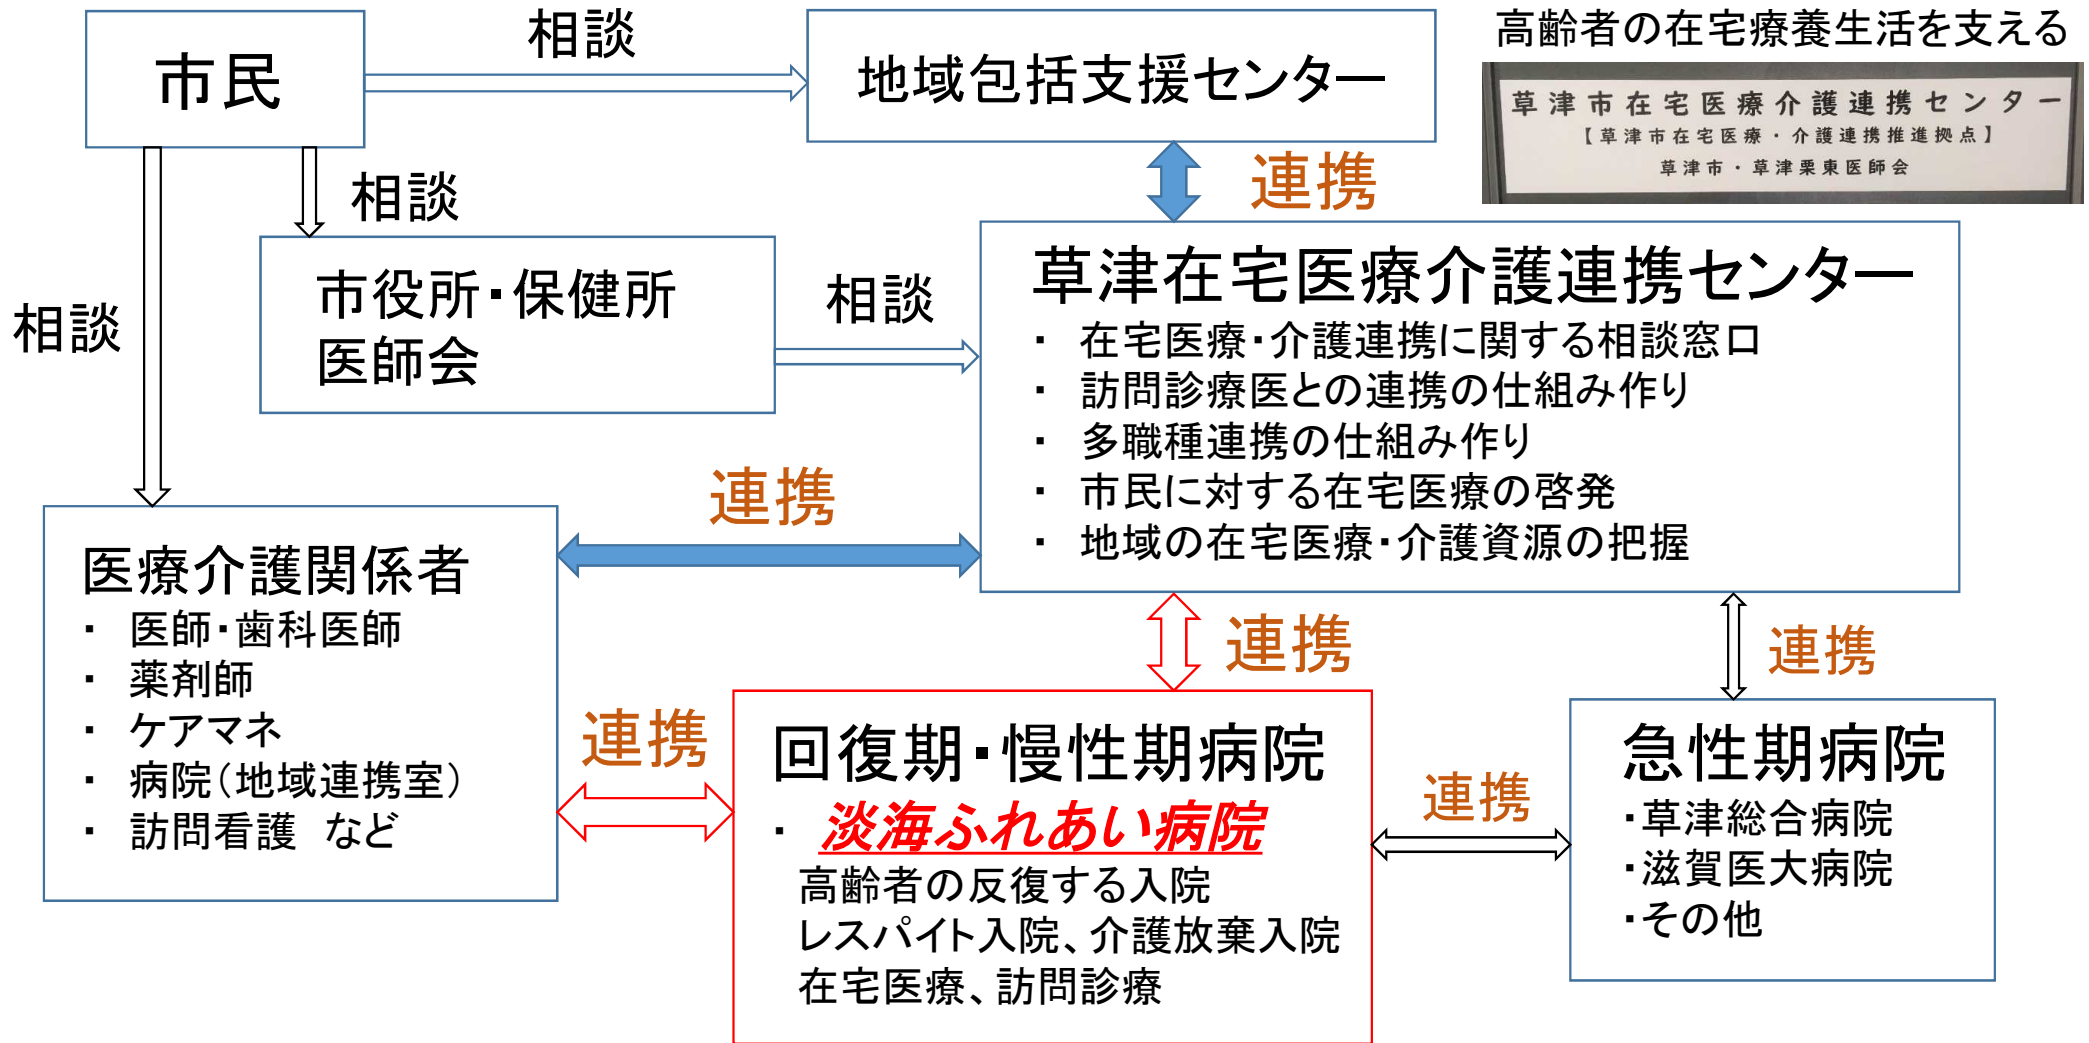 市民
相談
地域包括支援センター
高齢者の在宅療養生活を支える
草津市在宅医療介護連携センター
【草津市在宅医療・介護連携推進拠点】
草津市・草津栗東医師会
連携
相談
相談
市役所・保健所
医師会
相談
草津在宅医療介護連携センター
・ 在宅医療・介護連携に関する相談窓口
・ 訪問診療医との連携の仕組み作り
・ 多職種連携の仕組み作り
・ 市民に対する在宅医療の啓発
・ 地域の在宅医療・介護資源の把握
連携
医療介護関係者
・ 医師・歯科医師
・ 薬剤師
・ ケアマネ
・ 病院（地域連携室）
・ 訪問看護 など
連携
連携
連携
回復期・慢性期病院
・ 淡海ふれあい病院
高齢者の反復する入院
レスパイト入院、介護放棄入院
在宅医療、訪問診療
連携
急性期病院
・草津総合病院
・滋賀医大病院
・その他